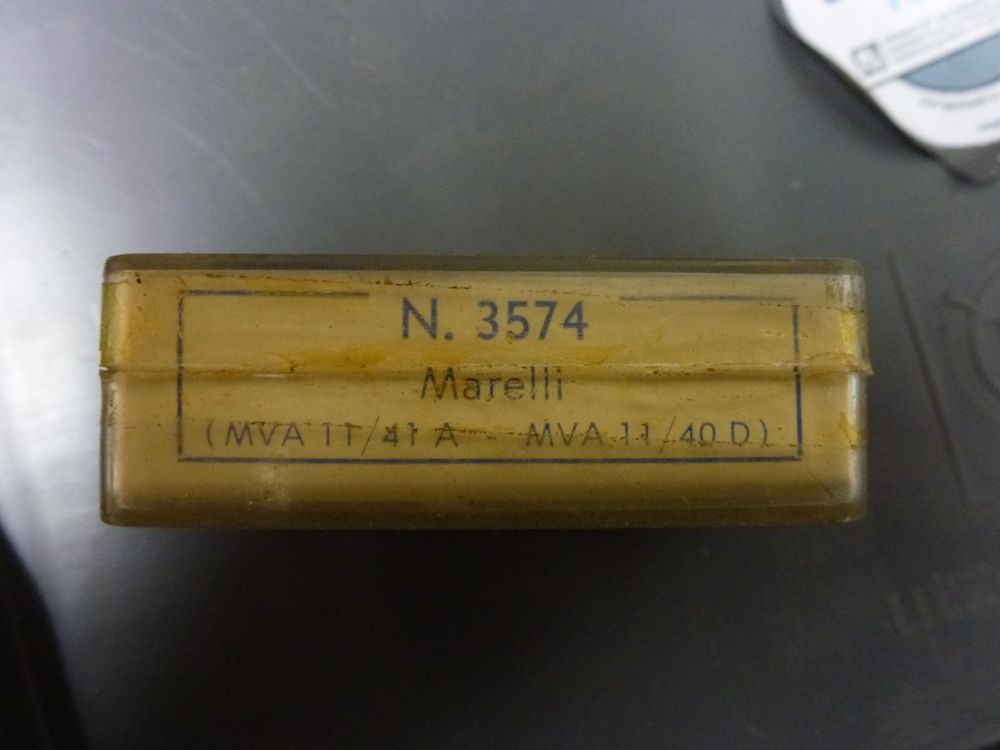 N. 3574
Marelli
(MVA 11/41 A - MVA 11/40 D)